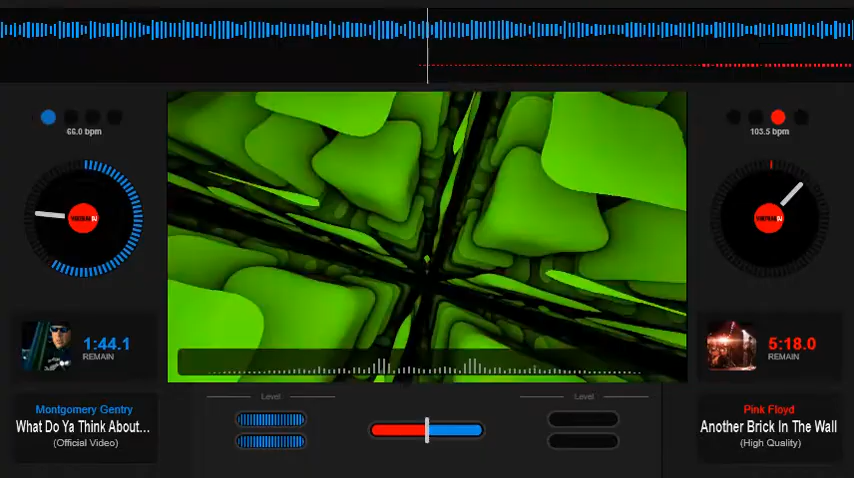 66.0 bpm
103.5 bpm
1:44.1
REMAIN
5:18.0
REMAIN
Level
Level
Montgomery Gentry
What Do Ya Think About...
(Official Video)
Pink Floyd
Another Brick In The Wall
(High Quality)